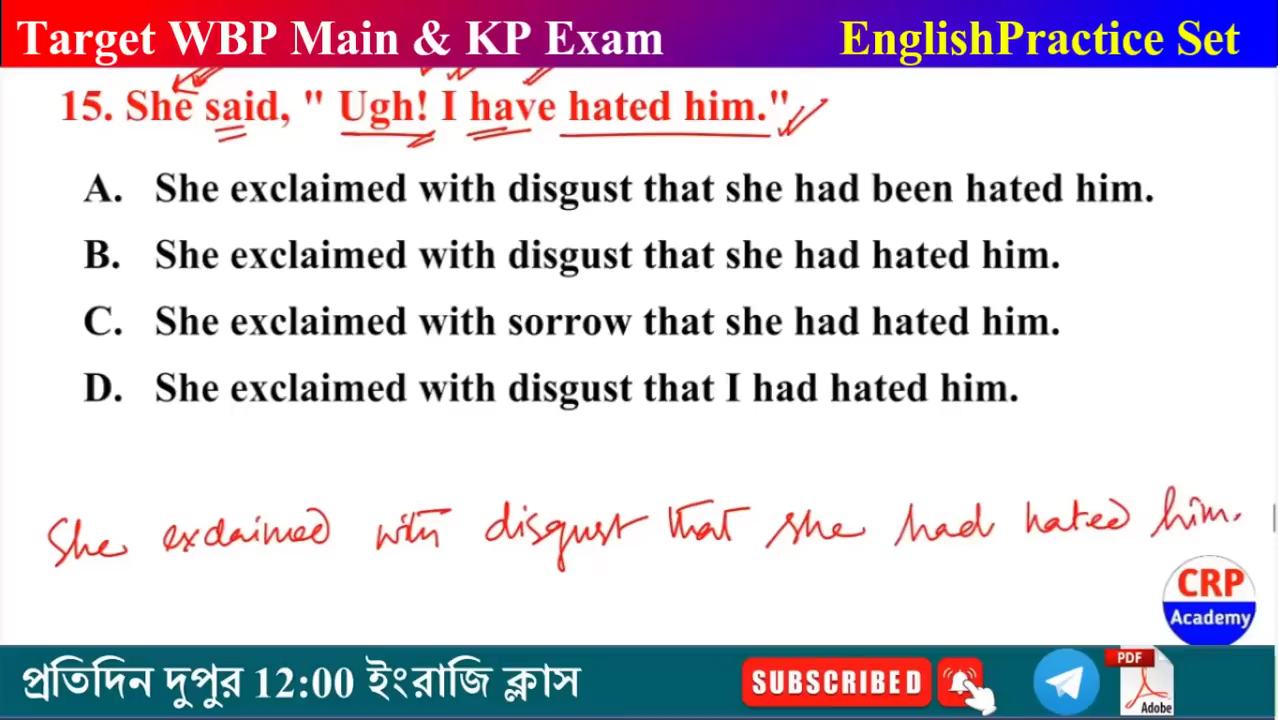 Target WBP Main & KP Exam EnglishPractice Set
15. She said, " Ugh! I have hated him."
A. She exclaimed with disgust that she had been hated him.
B. She exclaimed with disgust that she had hated him.
C. She exclaimed with sorrow that she had hated him.
D. She exclaimed with disgust that I had hated him.
She exclaimed with disgust that she had hated him.
CRP
Academy
প্রতিদিন দুপুর 12:00 ইংরাজি ক্লাস SUBSCRIBED
PDF
Adobe